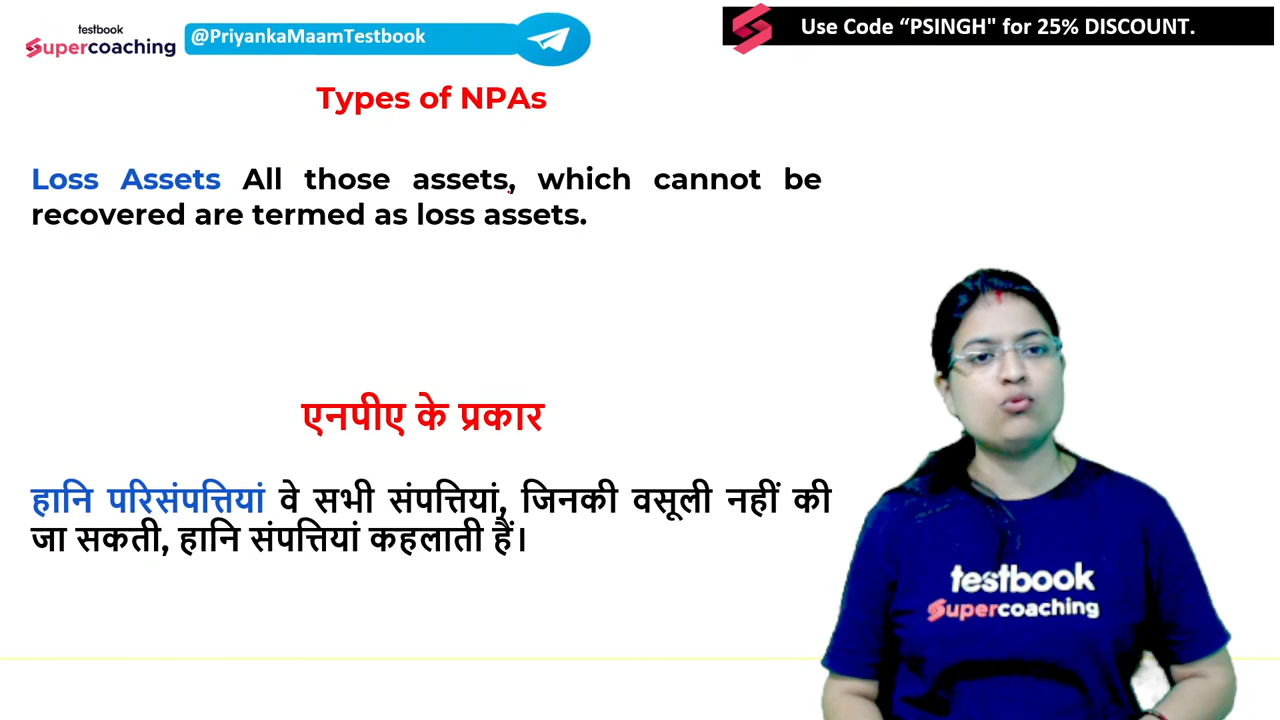 testbook
Supercoaching
@PriyankaMaamTestbook
Use Code “PSINGH" for 25% DISCOUNT.
Types of NPAs
Loss Assets All those assets, which cannot be
recovered are termed as loss assets.
एनपीए के प्रकार
हानि परिसंपत्तियां वे सभी संपत्तियां, जिनकी वसूली नहीं की
जा सकती, हानि संपत्तियां कहलाती हैं।
testbook
Supercoaching